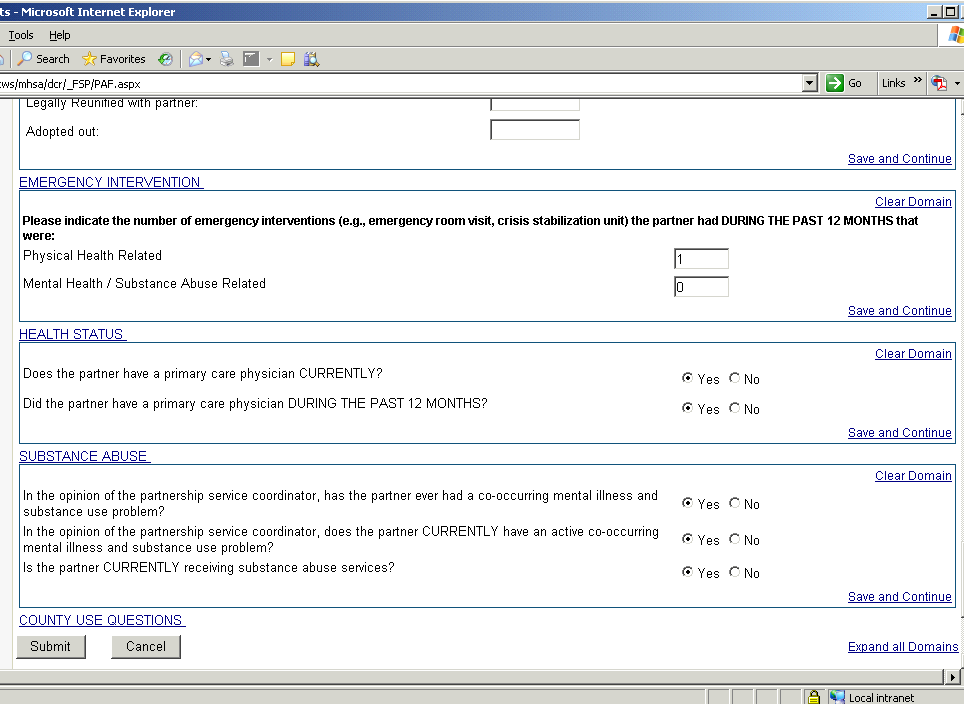 ts - Microsoft Internet Explorer
Tools Help
Search Favorites
ws/mhsa/dcr/_FSP/PAF.aspx Go Links »
Legally Reunified with partner:
Adopted out:
Save and Continue
EMERGENCY INTERVENTION
Clear Domain
Please indicate the number of emergency interventions (e.g., emergency room visit, crisis stabilization unit) the partner had DURING THE PAST 12 MONTHS that
were:
Physical Health Related 1
Mental Health / Substance Abuse Related 0
Save and Continue
HEALTH STATUS
Clear Domain
Does the partner have a primary care physician CURRENTLY? Yes No
Did the partner have a primary care physician DURING THE PAST 12 MONTHS? Yes No
Save and Continue
SUBSTANCE ABUSE
Clear Domain
In the opinion of the partnership service coordinator, has the partner ever had a co-occurring mental illness and
substance use problem? Yes No
In the opinion of the partnership service coordinator, does the partner CURRENTLY have an active co-occurring
mental illness and substance use problem? Yes No
Is the partner CURRENTLY receiving substance abuse services? Yes No
Save and Continue
COUNTY USE QUESTIONS
Submit Cancel Expand all Domains
Local intranet